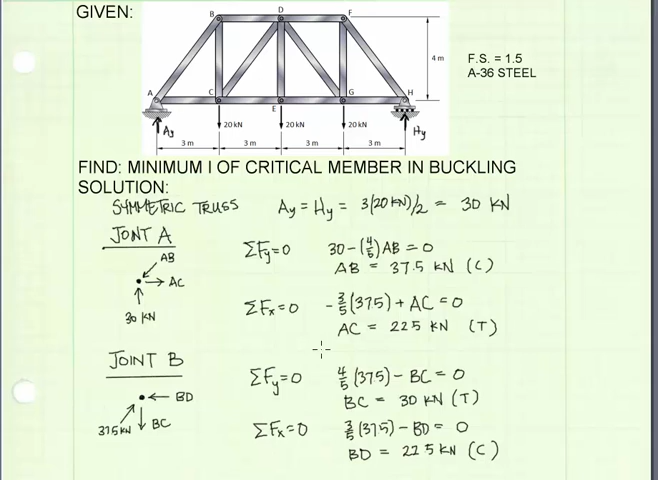 GIVEN:
B D F
4 m
F.S. = 1.5
A-36 STEEL
A C E G H
Ay 20 kN 20 kN 20 kN Hy
3 m 3 m 3 m 3 m
FIND: MINIMUM I OF CRITICAL MEMBER IN BUCKLING
SOLUTION:
SYMMETRIC TRUSS Ay = Hy = 3(20 KN)/2 = 30 KN
JOINT A
ΣFy=0 30-(4/5)AB=0
AB = 37.5 KN (C)
AB
AC
30 KN
ΣFx=0 -3/5(37.5)+AC=0
AC = 22.5 KN (T)
JOINT B
ΣFy=0 4/5(37.5)-BC=0
BC = 30 KN (T)
BD
37.5 KN BC
ΣFx=0 3/5(37.5)-BD=0
BD = 22.5 KN (C)